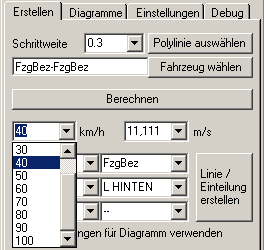 Erstellen Diagramme Einstellungen Debug
Schrittweite 0.3 Polylinie auswählen
FzgBez-FzgBez Fahrzeug wählen
Berechnen
40 km/h 11,111 m/s
30
40
50
60
70
80
90
100
FzgBez
L HINTEN
--
Linie /
Einteilung
erstellen
ngen für Diagramm verwenden